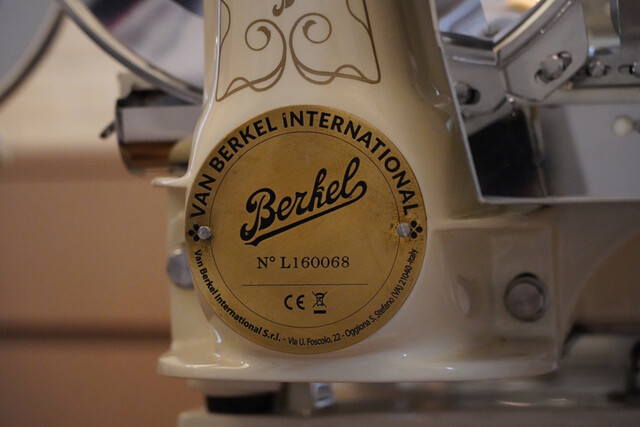 VAN BERKEL iNTERNATIONAL
Berkel
N° L160068
CE
Van Berkel International S.r.l. - Via U. Foscolo, 22 - Oggiona S. Stefano (VA) 21040-Italy